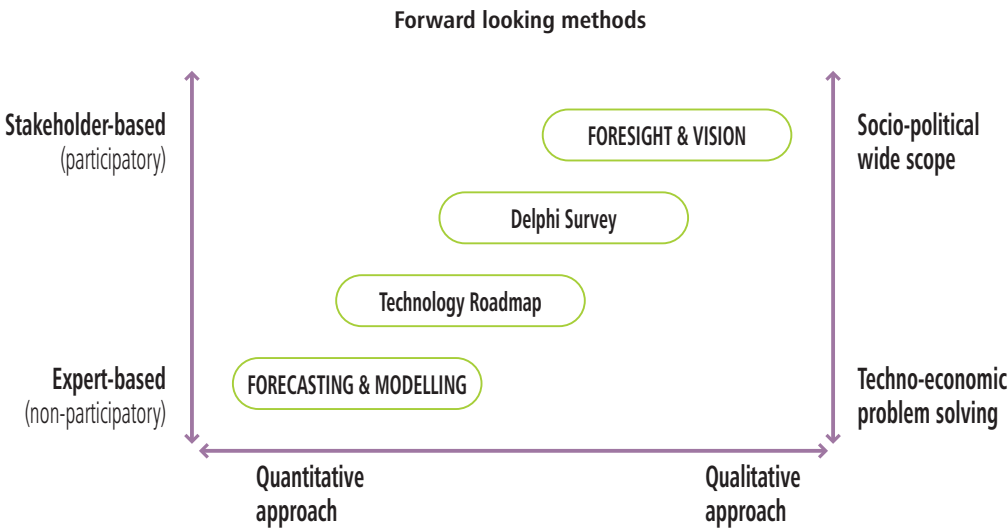 Forward looking methods
Stakeholder-based
(participatory)
FORESIGHT & VISION
Socio-political
wide scope
Delphi Survey
Technology Roadmap
Expert-based
(non-participatory)
FORECASTING & MODELLING
Techno-economic
problem solving
Quantitative
approach
Qualitative
approach